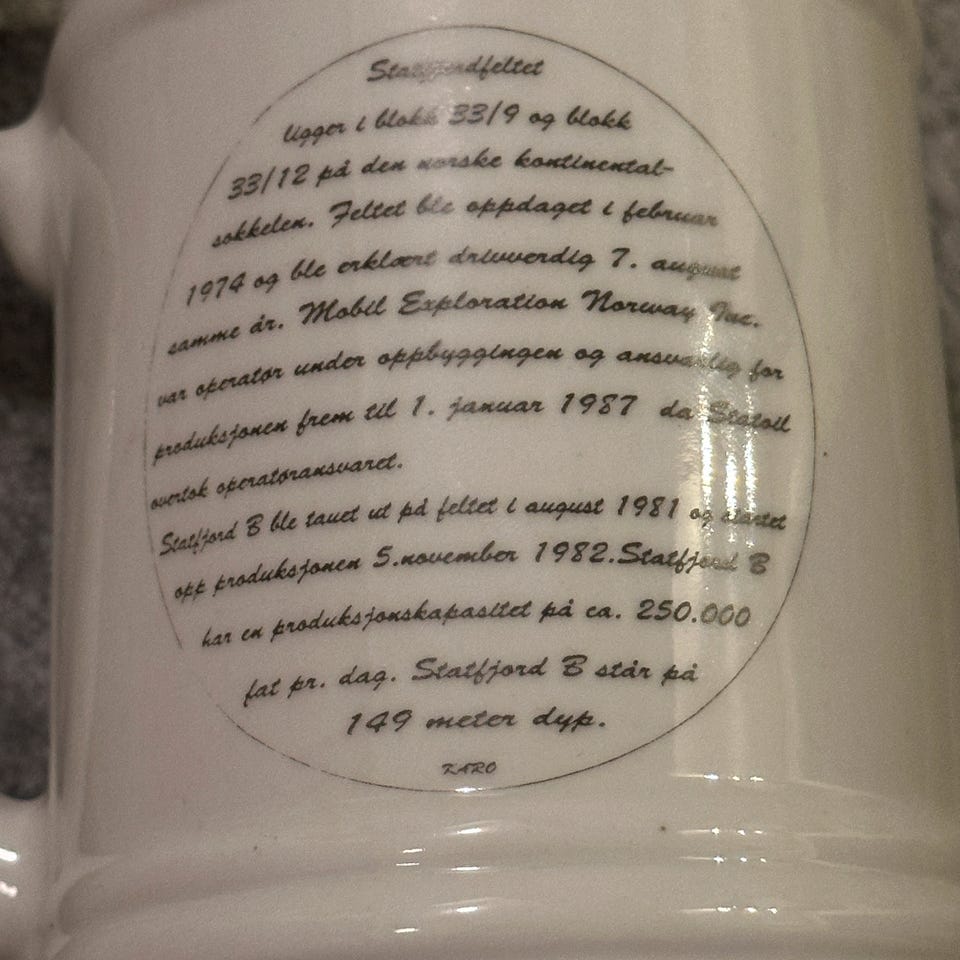 Statfjordfeltet
ligger i blokk 33/9 og blokk
33/12 på den norske kontinental-
sokkelen. Feltet ble oppdaget i februar
1974 og ble erklært drivverdig 7. august
samme år. Mobil Exploration Norway Inc.
var operatør under oppbyggingen og ansvarlig for
produksjonen frem til 1. januar 1987 da Statoil
overtok operatøransvaret.
Statfjord B ble tauet ut på feltet i august 1981 og startet
opp produksjonen 5.november 1982.Statfjord B
har en produksjonskapasitet på ca. 250.000
fat pr. dag. Statfjord B står på
149 meter dyp.
KARO